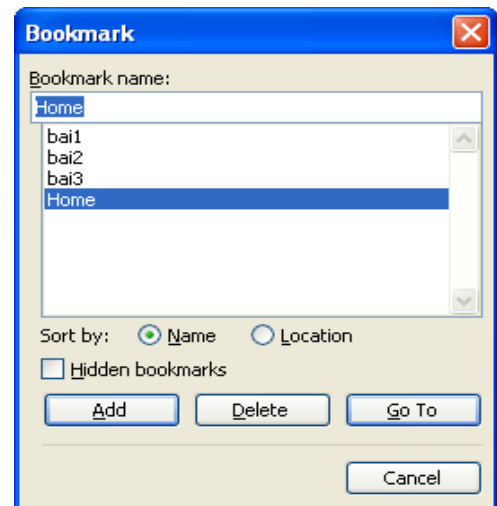 Bookmark
Bookmark name:
Home
bai1
bai2
bai3
Home
Sort by: Name Location
Hidden bookmarks
Add Delete Go To
Cancel